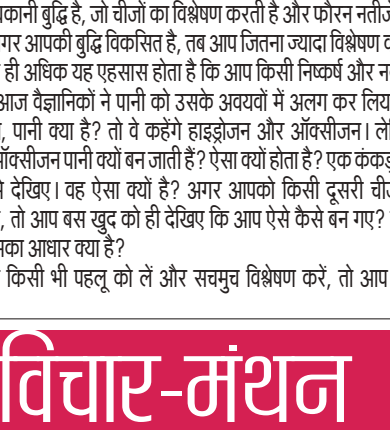 कानी बुद्धि है, जो चीजों का विश्लेषण करती है और फौरन नतीजे
गर आपकी बुद्धि विकसित है, तब आप जितना ज्यादा विश्लेषण क
ही अधिक यह एहसास होता है कि आप किसी निष्कर्ष और न
आज वैज्ञानिकों ने पानी को उसके अवयवों में अलग कर लिय
, पानी क्या है? तो वे कहेंगे हाइड्रोजन और ऑक्सीजन। ले
ऑक्सीजन पानी क्यों बन जाती हैं? ऐसा क्यों होता है? एक कंकड़
देखिए। वह ऐसा क्यों है? अगर आपको किसी दूसरी ची
, तो आप बस खुद को ही देखिए कि आप ऐसे कैसे बन गए?
का आधार क्या है?
किसी भी पहलू को लें और सचमुच विश्लेषण करें, तो आप
विचार-मंथन